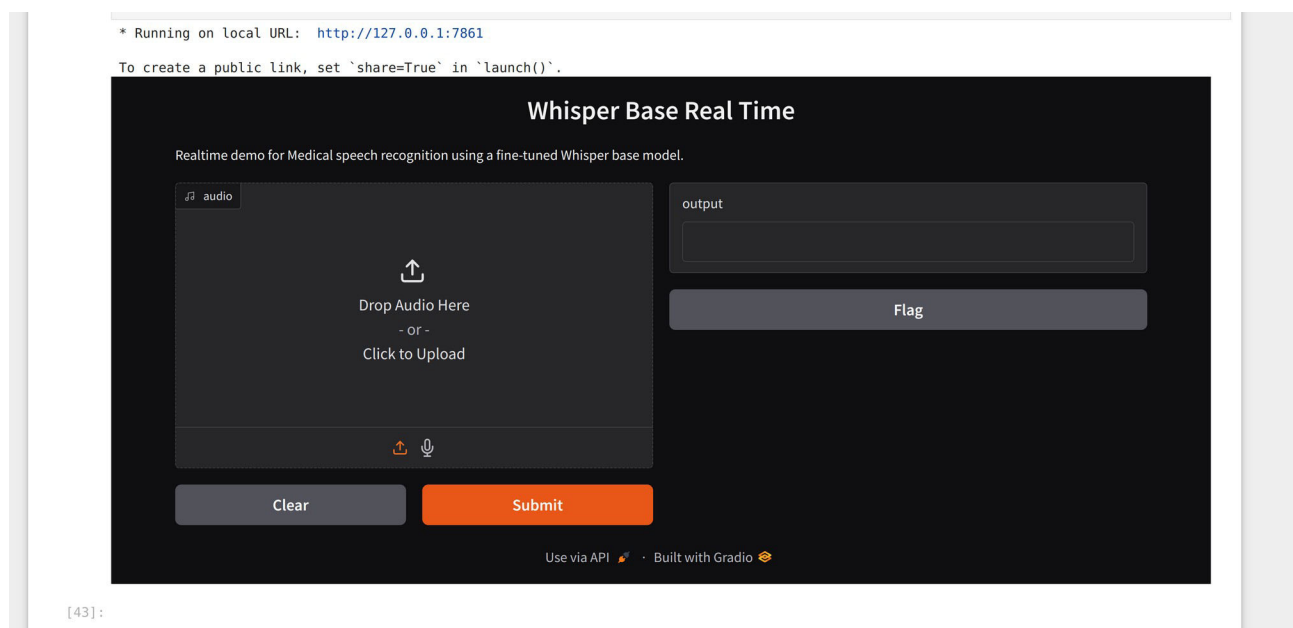 * Running on local URL:  http://127.0.0.1:7861
To create a public link, set `share=True` in `launch()`.
Whisper Base Real Time
Realtime demo for Medical speech recognition using a fine-tuned Whisper base model.
audio
output
Drop Audio Here
- or -
Click to Upload
Flag
Clear
Submit
Use via API · Built with Gradio
[43]: